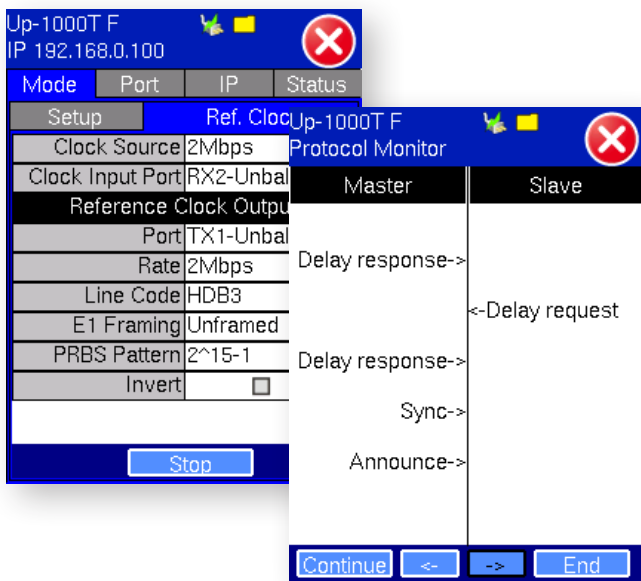 Up-1000T F
IP 192.168.0.100
Mode Port IP Status
Setup Ref. Cloc
Clock Source 2Mbps
Clock Input Port RX2-Unbal
Reference Clock Outpu
Port TX1-Unbal
Rate 2Mbps
Line Code HDB3
E1 Framing Unframed
PRBS Pattern 2^15-1
Invert
Stop
Up-1000T F
Protocol Monitor
Master Slave
Delay response->
<-Delay request
Delay response->
Sync->
Announce->
Continue <- -> End